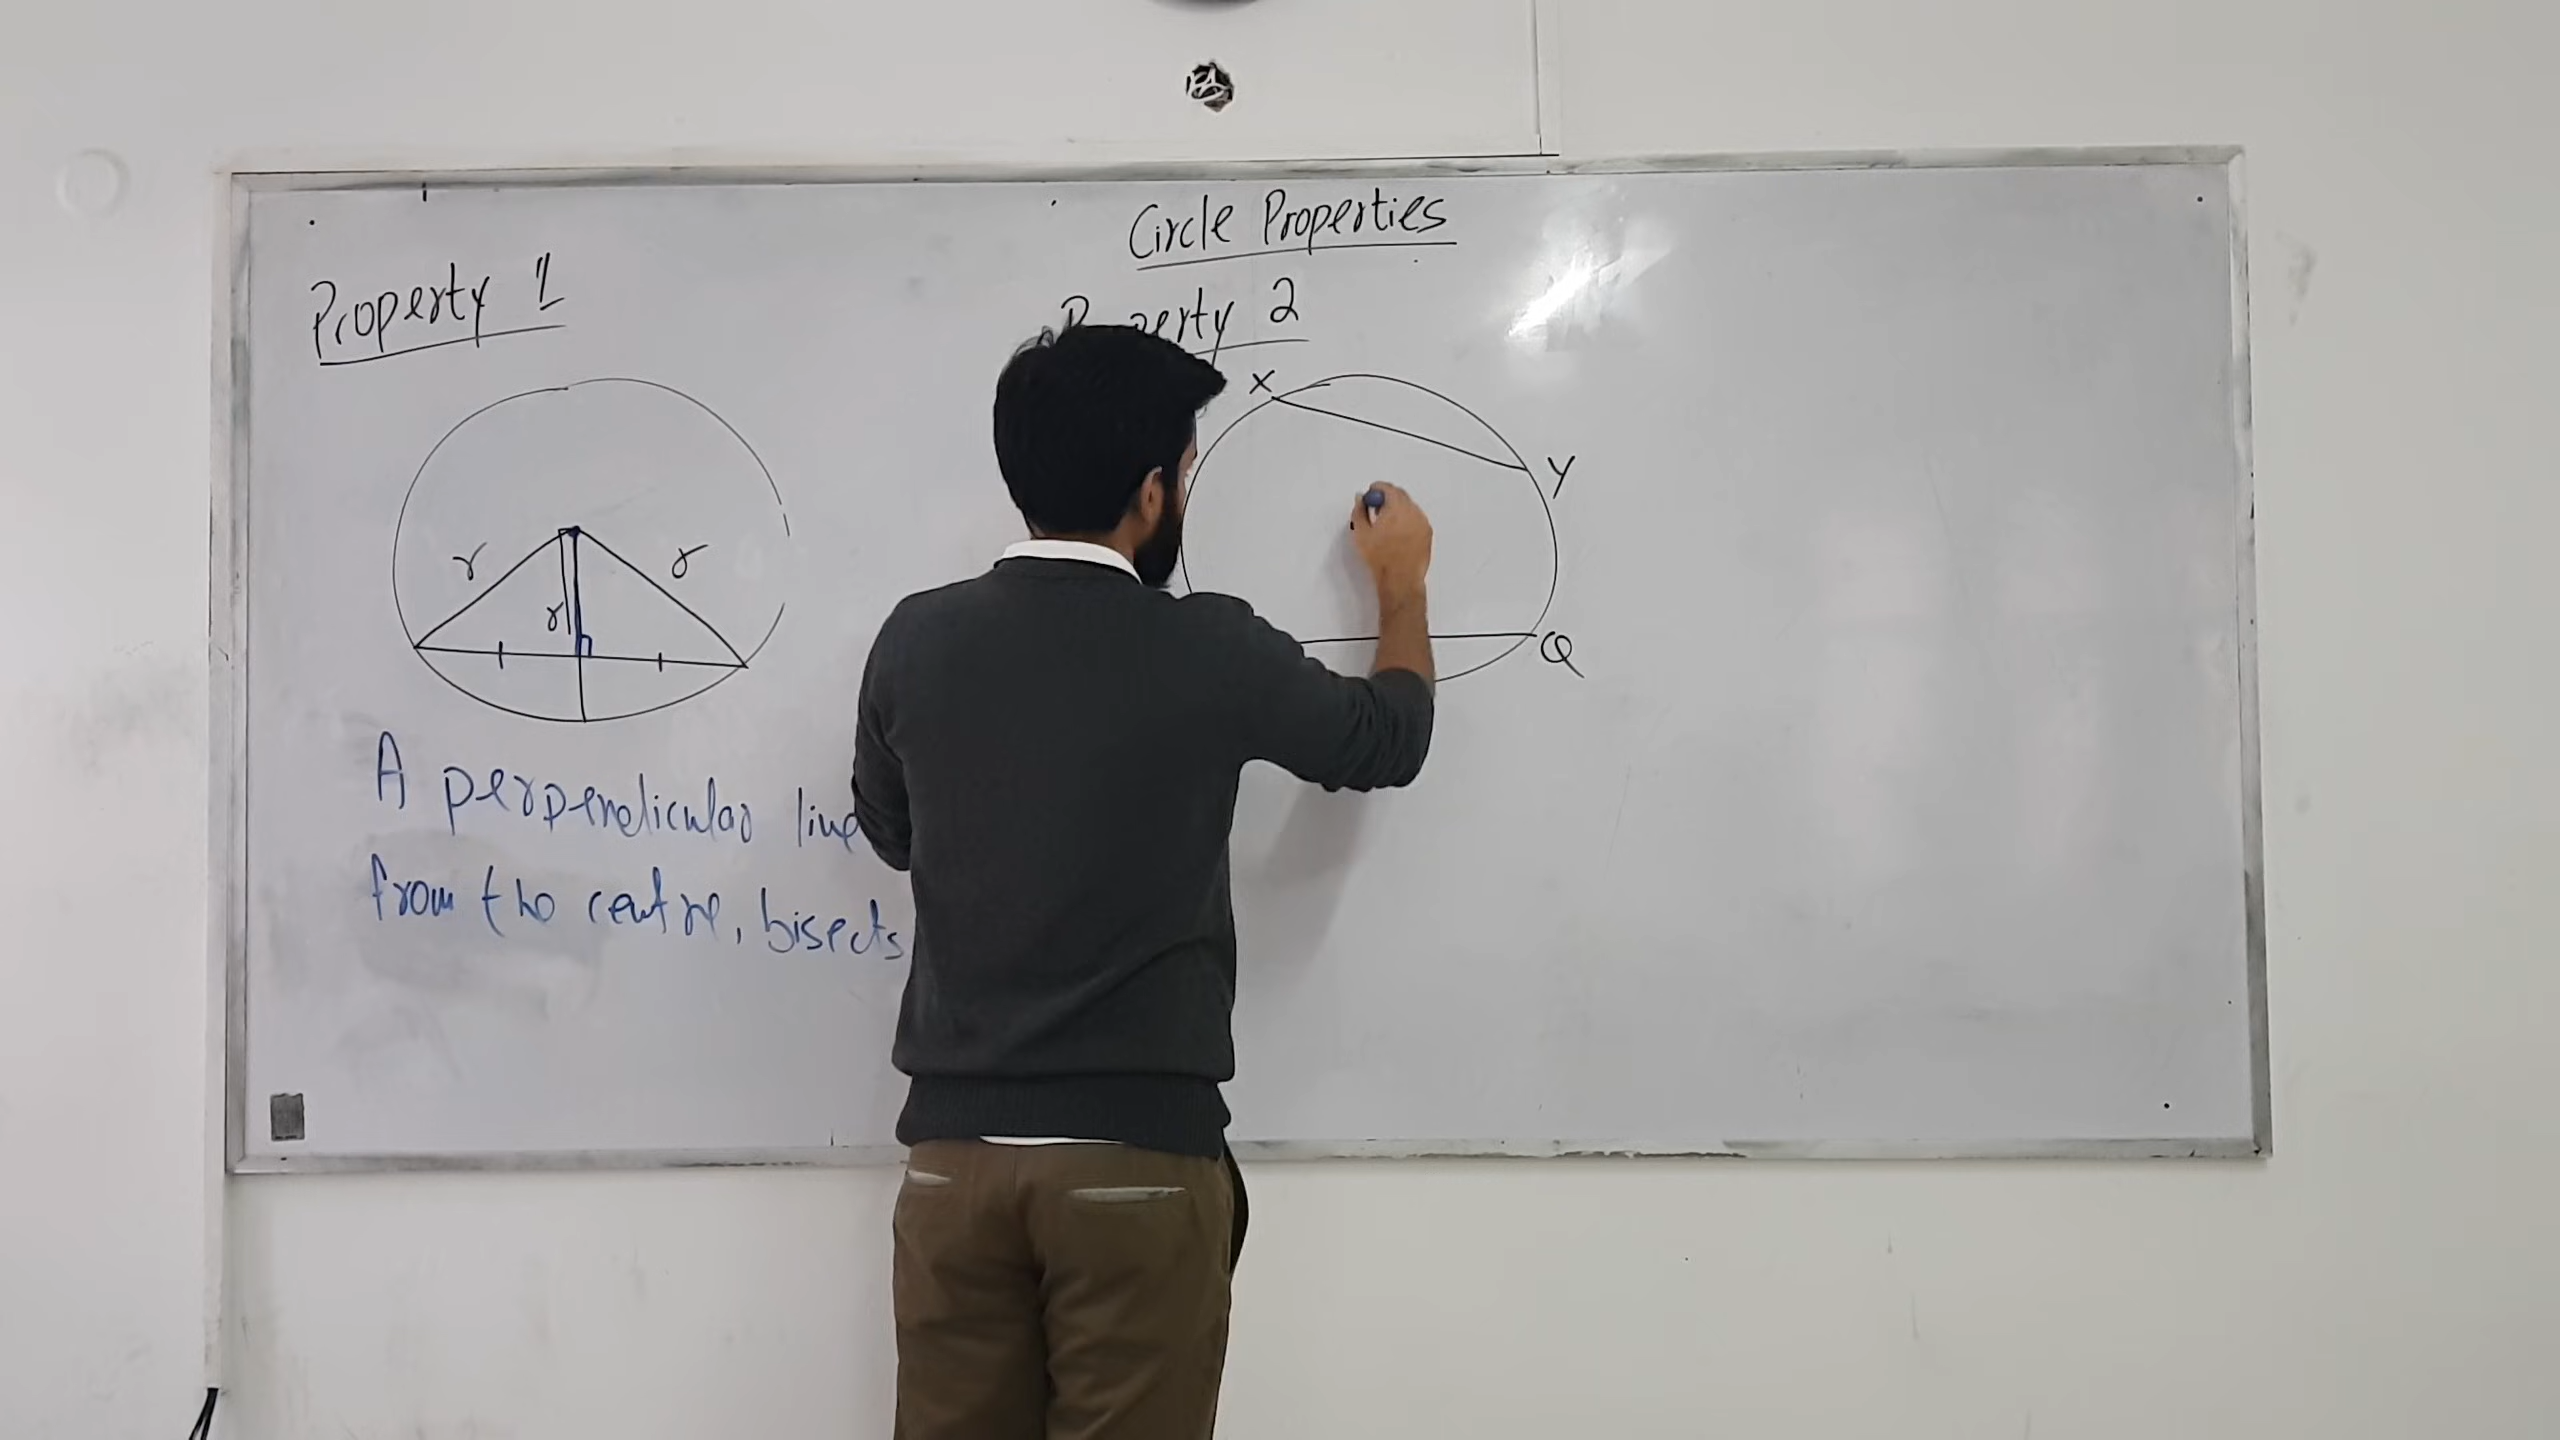 Circle Properties
Property 1
Property 2
X
Y
r
r
r
Q
A perpendicular line
from the centre, bisects